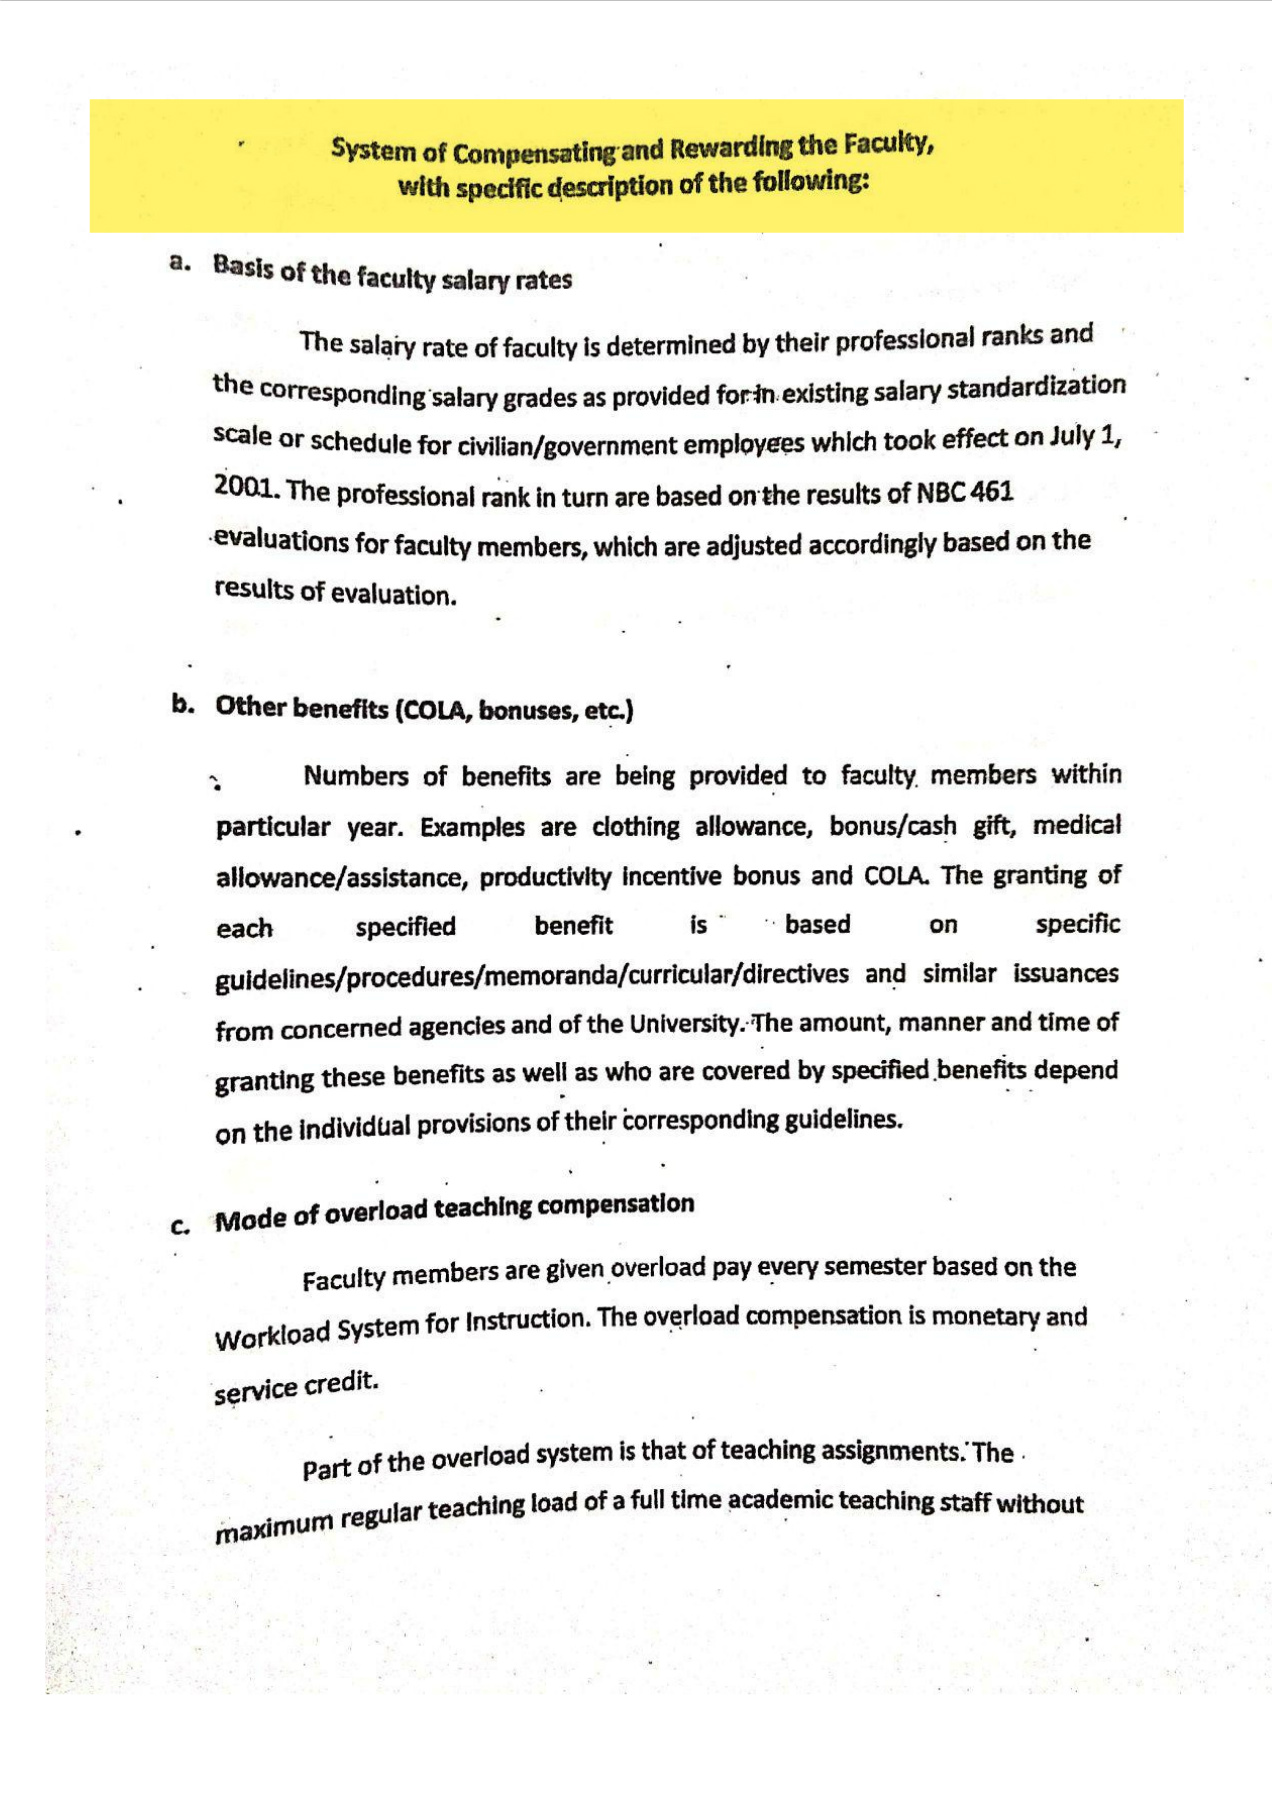 System of Compensating and Rewarding the Faculty,
with specific description of the following:
a. Basis of the faculty salary rates
The salary rate of faculty is determined by their professional ranks and
the corresponding salary grades as provided for in existing salary standardization
scale or schedule for civilian/government employees which took effect on July 1,
2001. The professional rank in turn are based on the results of NBC 461
evaluations for faculty members, which are adjusted accordingly based on the
results of evaluation.
b. Other benefits (COLA, bonuses, etc.)
Numbers of benefits are being provided to faculty members within
particular year. Examples are clothing allowance, bonus/cash gift, medical
allowance/assistance, productivity incentive bonus and COLA. The granting of
each specified benefit is based on specific
guidelines/procedures/memoranda/curricular/directives and similar issuances
from concerned agencies and of the University. The amount, manner and time of
granting these benefits as well as who are covered by specified benefits depend
on the individual provisions of their corresponding guidelines.
c. Mode of overload teaching compensation
Faculty members are given overload pay every semester based on the
Workload System for Instruction. The overload compensation is monetary and
service credit.
Part of the overload system is that of teaching assignments. The
maximum regular teaching load of a full time academic teaching staff without